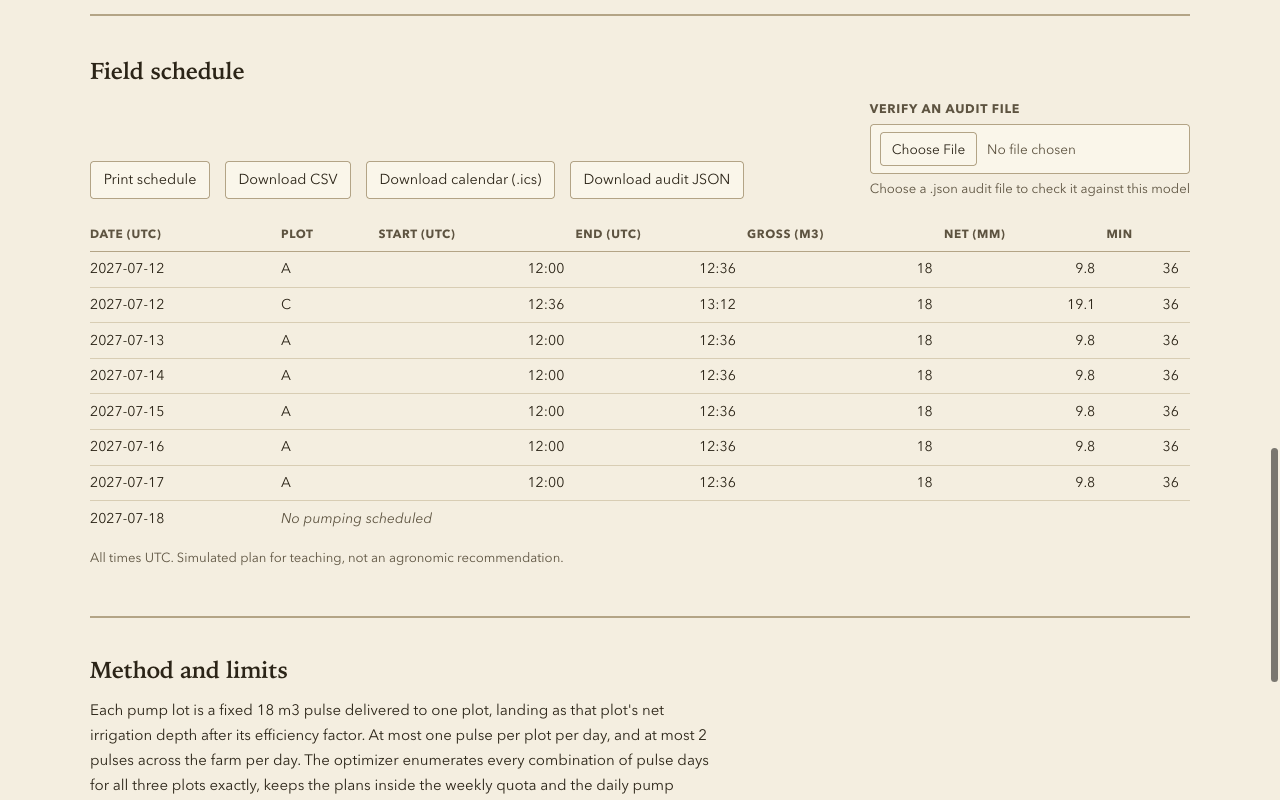 Field schedule
VERIFY AN AUDIT FILE
Choose File No file chosen
Print schedule Download CSV Download calendar (.ics) Download audit JSON
Choose a .json audit file to check it against this model
DATE (UTC) PLOT START (UTC) END (UTC) GROSS (M3) NET (MM) MIN
2027-07-12 A 12:00 12:36 18 9.8 36
2027-07-12 C 12:36 13:12 18 19.1 36
2027-07-13 A 12:00 12:36 18 9.8 36
2027-07-14 A 12:00 12:36 18 9.8 36
2027-07-15 A 12:00 12:36 18 9.8 36
2027-07-16 A 12:00 12:36 18 9.8 36
2027-07-17 A 12:00 12:36 18 9.8 36
2027-07-18 No pumping scheduled
All times UTC. Simulated plan for teaching, not an agronomic recommendation.
Method and limits
Each pump lot is a fixed 18 m3 pulse delivered to one plot, landing as that plot's net
irrigation depth after its efficiency factor. At most one pulse per plot per day, and at most 2
pulses across the farm per day. The optimizer enumerates every combination of pulse days
for all three plots exactly, keeps the plans inside the weekly quota and the daily pump